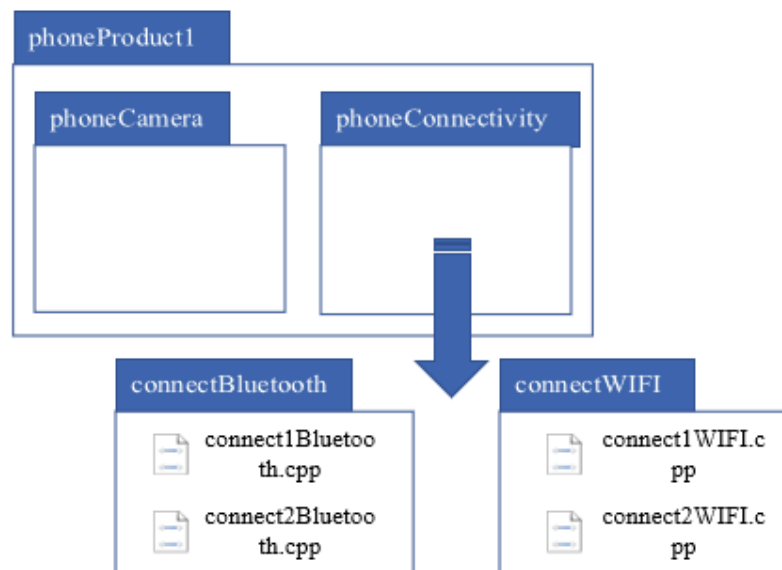 phoneProduct1
phoneCamera
phoneConnectivity
connectBluetooth
connectWIFI
connect1Bluetoo
th.cpp
connect1WIFI.c
pp
connect2Bluetoo
th.cpp
connect2WIFI.c
pp